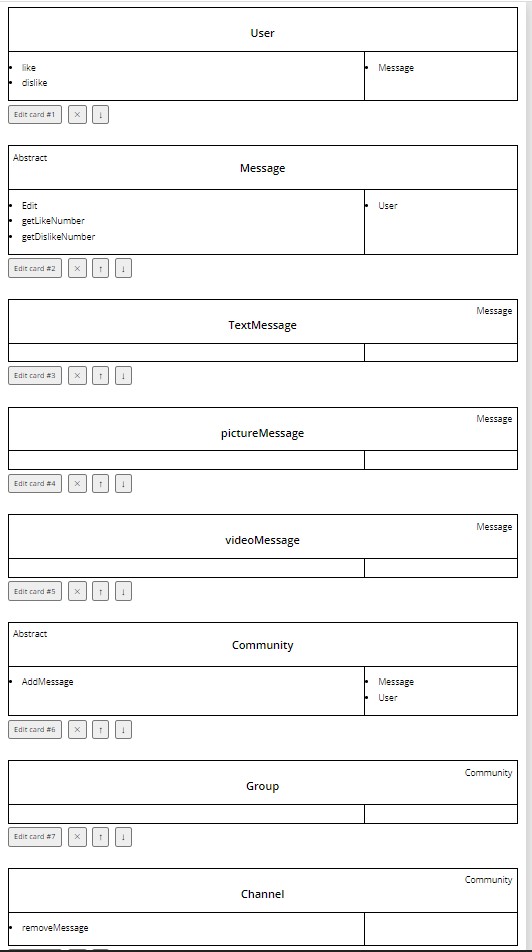 User
• like
• dislike
• Message
Edit card #1 × ↓
Abstract
Message
• Edit
• getLikeNumber
• getDislikeNumber
• User
Edit card #2 × ↑ ↓
Message
TextMessage
Edit card #3 × ↑ ↓
Message
pictureMessage
Edit card #4 × ↑ ↓
Message
videoMessage
Edit card #5 × ↑ ↓
Abstract
Community
• AddMessage
• Message
• User
Edit card #6 × ↑ ↓
Community
Group
Edit card #7 × ↑ ↓
Community
Channel
• removeMessage